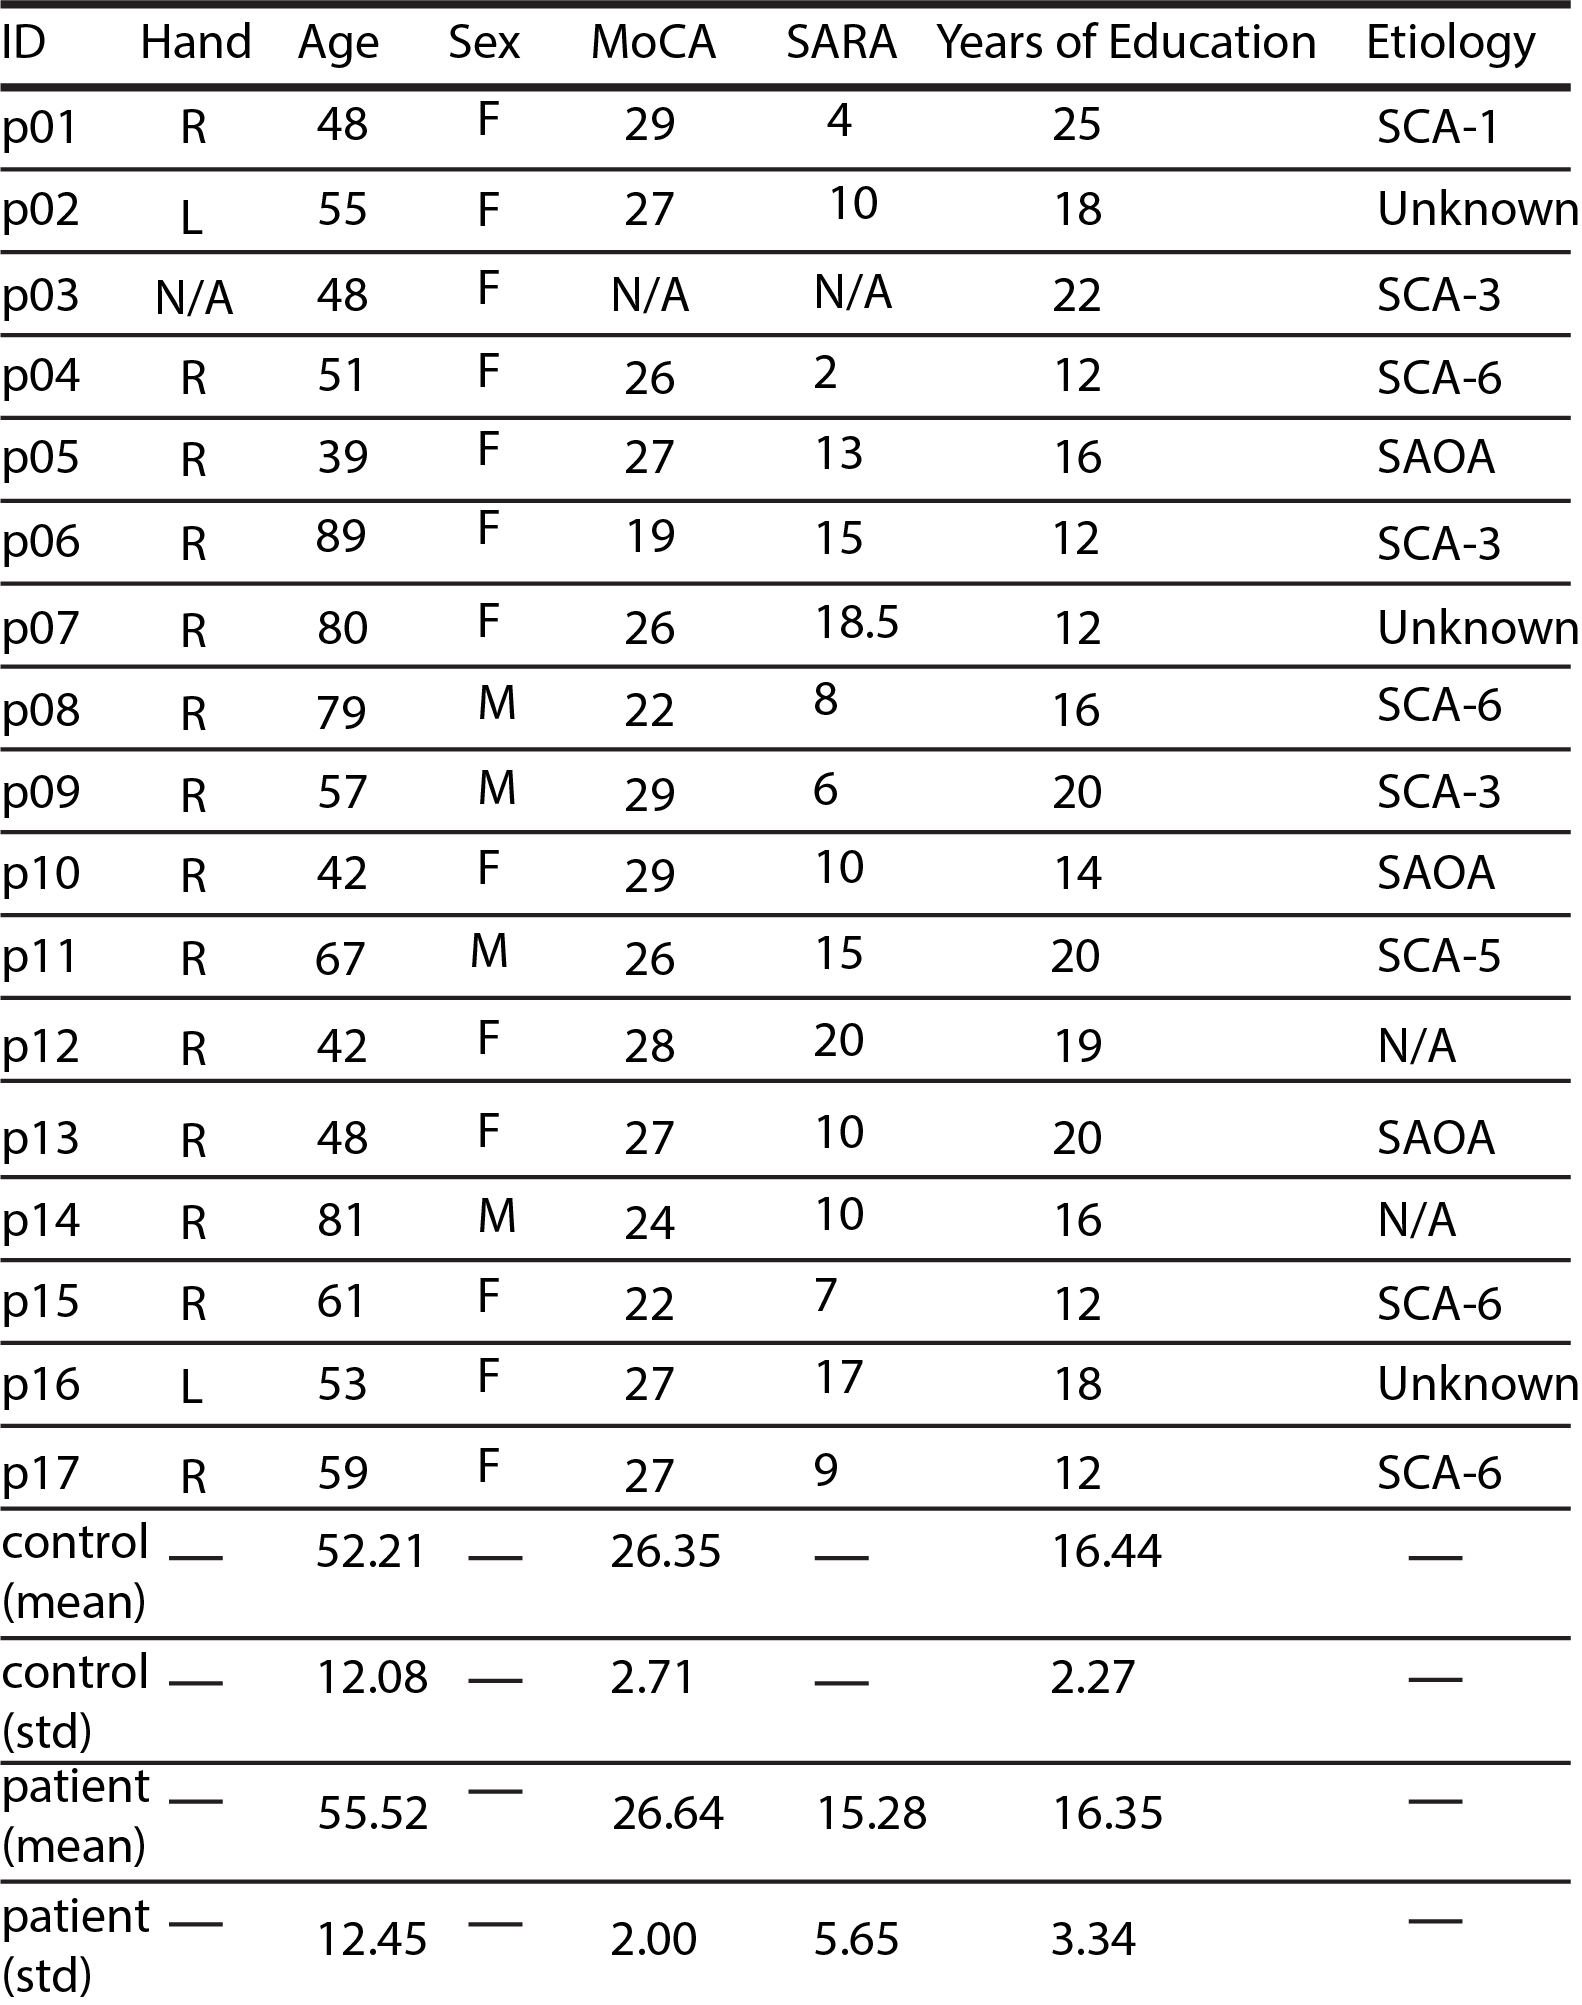 ID Hand Age Sex MoCA SARA Years of Education Etiology
p01 R 48 F 29 4 25 SCA-1
p02 L 55 F 27 10 18 Unknown
p03 N/A 48 F N/A N/A 22 SCA-3
p04 R 51 F 26 2 12 SCA-6
p05 R 39 F 27 13 16 SAOA
p06 R 89 F 19 15 12 SCA-3
p07 R 80 F 26 18.5 12 Unknown
p08 R 79 M 22 8 16 SCA-6
p09 R 57 M 29 6 20 SCA-3
p10 R 42 F 29 10 14 SAOA
p11 R 67 M 26 15 20 SCA-5
p12 R 42 F 28 20 19 N/A
p13 R 48 F 27 10 20 SAOA
p14 R 81 M 24 10 16 N/A
p15 R 61 F 22 7 12 SCA-6
p16 L 53 F 27 17 18 Unknown
p17 R 59 F 27 9 12 SCA-6
control — 52.21 — 26.35 — 16.44 —
(mean)
control — 12.08 — 2.71 — 2.27 —
(std)
patient — 55.52 — 26.64 15.28 16.35 —
(mean)
patient — 12.45 — 2.00 5.65 3.34 —
(std)